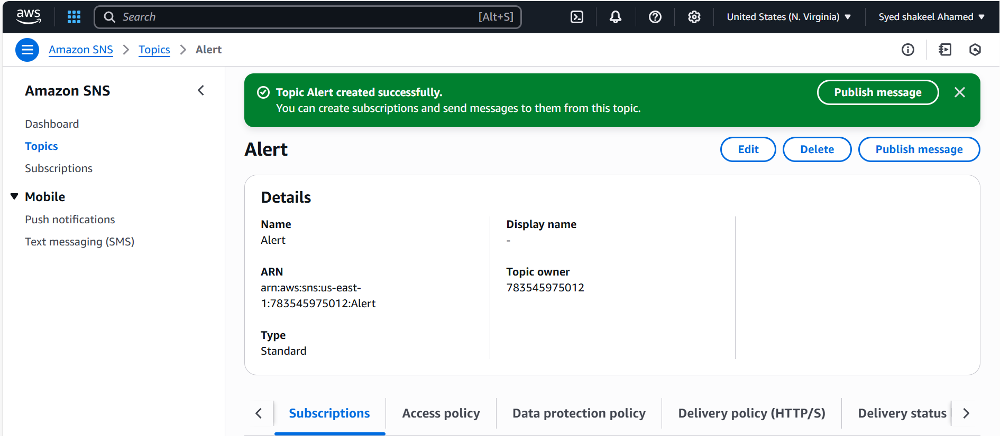 aws
Search
[Alt+S]
United States (N. Virginia)
Syed shakeel Ahamed
Amazon SNS
Topics
Alert
Amazon SNS
Dashboard
Topics
Subscriptions
Mobile
Push notifications
Text messaging (SMS)
Topic Alert created successfully.
You can create subscriptions and send messages to them from this topic.
Publish message
Alert
Edit
Delete
Publish message
Details
Name
Alert
ARN
arn:aws:sns:us-east-
1:783545975012:Alert
Type
Standard
Display name
-
Topic owner
783545975012
Subscriptions
Access policy
Data protection policy
Delivery policy (HTTP/S)
Delivery status